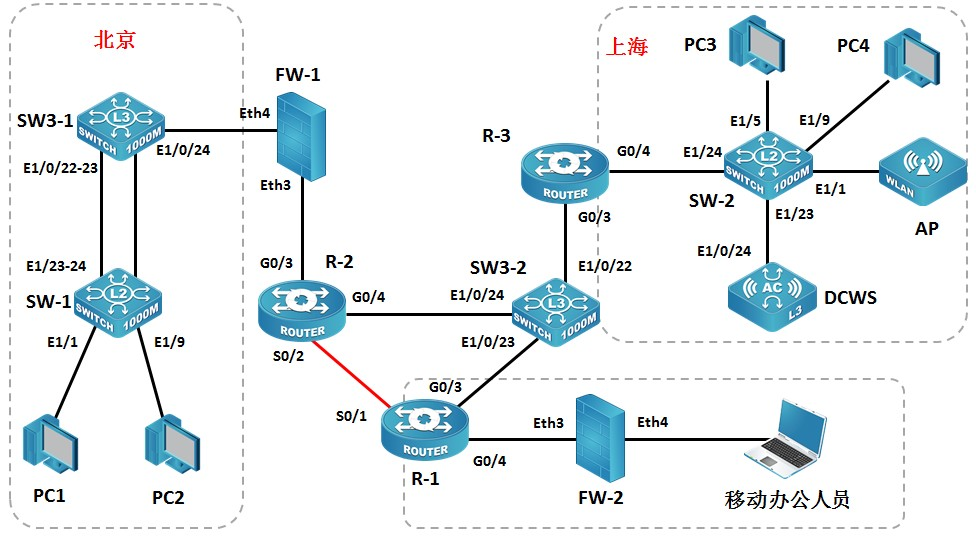 北京
SW3-1
L3
SWITCH 1000M
E1/0/22-23
E1/0/24
Eth4
FW-1
Eth3
E1/23-24
SW-1
L2
SWITCH 1000M
E1/1
E1/9
PC1
PC2
G0/3
R-2
ROUTER
G0/4
S0/2
S0/1
G0/3
ROUTER
R-1
G0/4
Eth3
Eth4
FW-2
移动办公人员
SW3-2
E1/0/24
L3
SWITCH 1000M
E1/0/23
E1/0/22
R-3
ROUTER
G0/4
G0/3
上海
PC3
PC4
E1/5
E1/9
E1/24
L2
SWITCH 1000M
SW-2
E1/1
WLAN
AP
E1/23
E1/0/24
AC
L3
DCWS